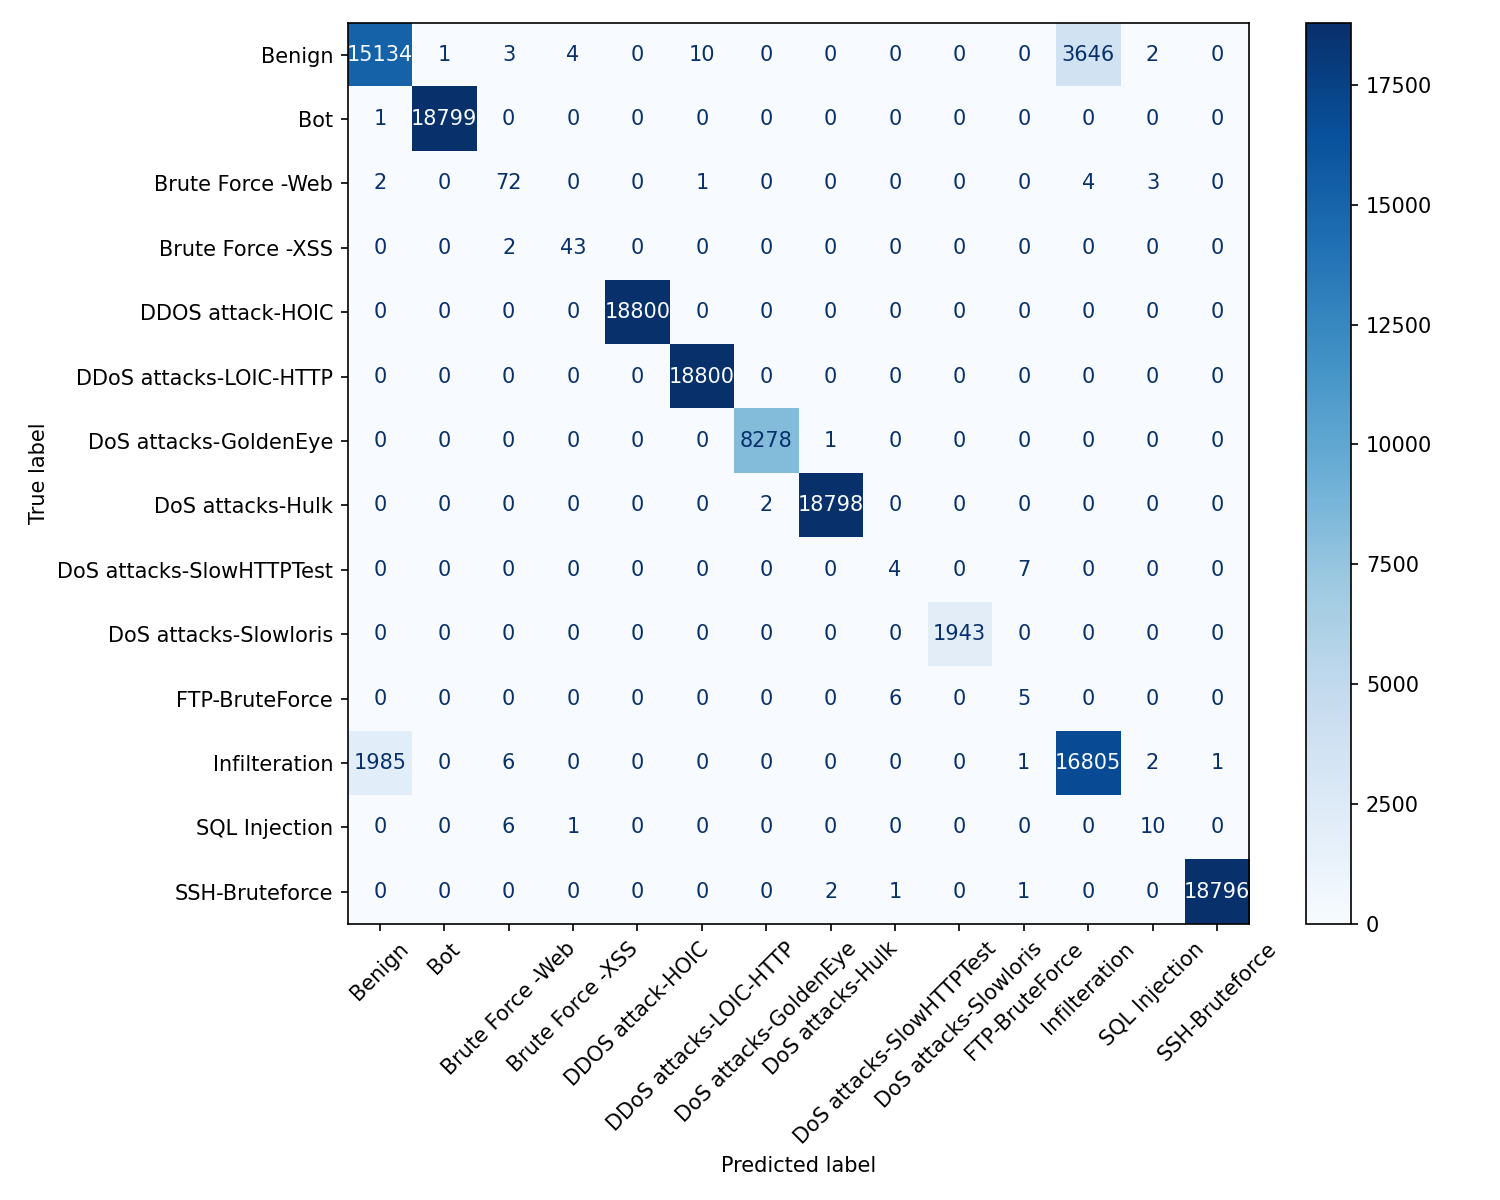 Benign 15134 1 3 4 0 10 0 0 0 0 0 3646 2 0
Bot 1 18799 0 0 0 0 0 0 0 0 0 0 0 0
Brute Force -Web 2 0 72 0 0 1 0 0 0 0 0 4 3 0
Brute Force -XSS 0 0 2 43 0 0 0 0 0 0 0 0 0 0
DDOS attack-HOIC 0 0 0 0 18800 0 0 0 0 0 0 0 0 0
DDoS attacks-LOIC-HTTP 0 0 0 0 0 18800 0 0 0 0 0 0 0 0
DoS attacks-GoldenEye 0 0 0 0 0 0 8278 1 0 0 0 0 0 0
DoS attacks-Hulk 0 0 0 0 0 0 2 18798 0 0 0 0 0 0
DoS attacks-SlowHTTPTest 0 0 0 0 0 0 0 0 4 0 7 0 0 0
DoS attacks-Slowloris 0 0 0 0 0 0 0 0 0 1943 0 0 0 0
FTP-BruteForce 0 0 0 0 0 0 0 0 6 0 5 0 0 0
Infilteration 1985 0 6 0 0 0 0 0 0 0 1 16805 2 1
SQL Injection 0 0 6 1 0 0 0 0 0 0 0 0 10 0
SSH-Bruteforce 0 0 0 0 0 0 0 2 1 0 1 0 0 18796
True label
Benign
Bot
Brute Force -Web
Brute Force -XSS
DDOS attack-HOIC
DDoS attacks-LOIC-HTTP
DoS attacks-GoldenEye
DoS attacks-Hulk
DoS attacks-SlowHTTPTest
DoS attacks-Slowloris
FTP-BruteForce
Infilteration
SQL Injection
SSH-Bruteforce
Predicted label
17500
15000
12500
10000
7500
5000
2500
0